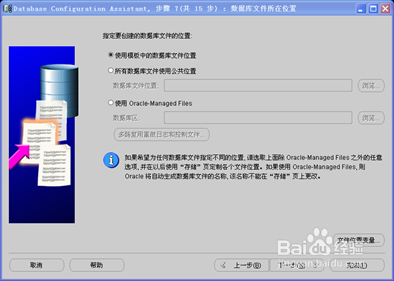 Database Configuration Assistant, 步骤 7(共 15 步) : 数据库文件所在位置
指定要创建的数据库文件的位置:
使用模板中的数据库文件位置
所有数据库文件使用公共位置
数据库文件位置:
浏览...
使用 Oracle-Managed Files
数据库区:
浏览...
多路复用重做日志和控制文件...
如果希望为任何数据库文件指定不同的位置, 请选取上面除 Oracle-Managed Files 之外的任意
选项, 并在以后使用 "存储" 页定制各个文件位置。如果使用 Oracle-Managed Files, 则
Oracle 将自动生成数据库文件的名称, 该名称不能在 "存储" 页上更改。
文件位置变量...
取消
帮助
上一步(B)
下一步(N)
Baidu 经验